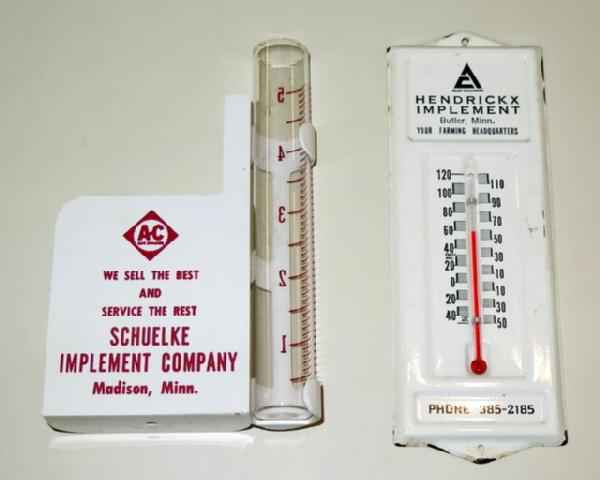 A-C
WE SELL THE BEST
AND
SERVICE THE REST
SCHUELKE
IMPLEMENT COMPANY
Madison, Minn.
5
4
3
2
1
HENDRICKX
IMPLEMENT
Butler, Minn.
YOUR FARMING HEADQUARTERS
120 110
100 90
80 70
60 50
40 30
20 10
0 10
20 30
40 50
PHONE 385-2185